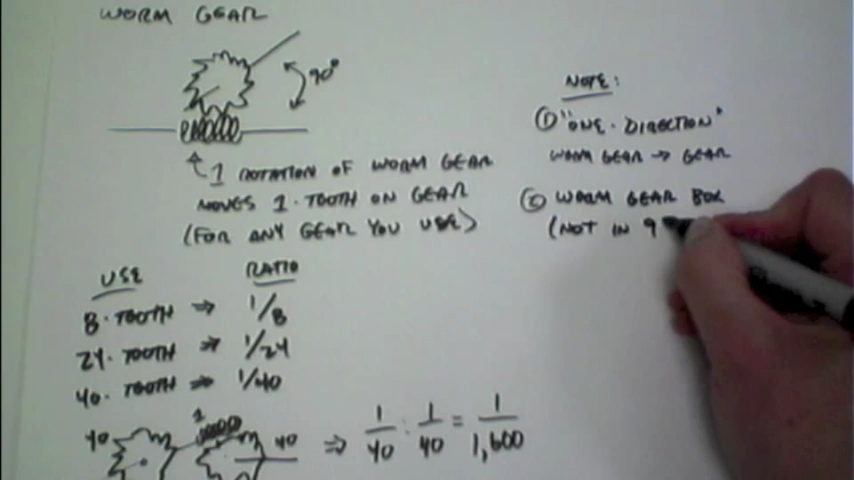 WORM GEAR
90°
1 ROTATION OF WORM GEAR
MOVES 1-TOOTH ON GEAR
(FOR ANY GEAR YOU USE)
USE RATIO
8-TOOTH ⇒ 1/8
24-TOOTH ⇒ 1/24
40-TOOTH ⇒ 1/40
40 1 40 ⇒ 1/40 : 1/40 = 1/1,600
NOTE:
① "ONE-DIRECTION"
WORM GEAR → GEAR
② WORM GEAR BOX
(NOT IN 9